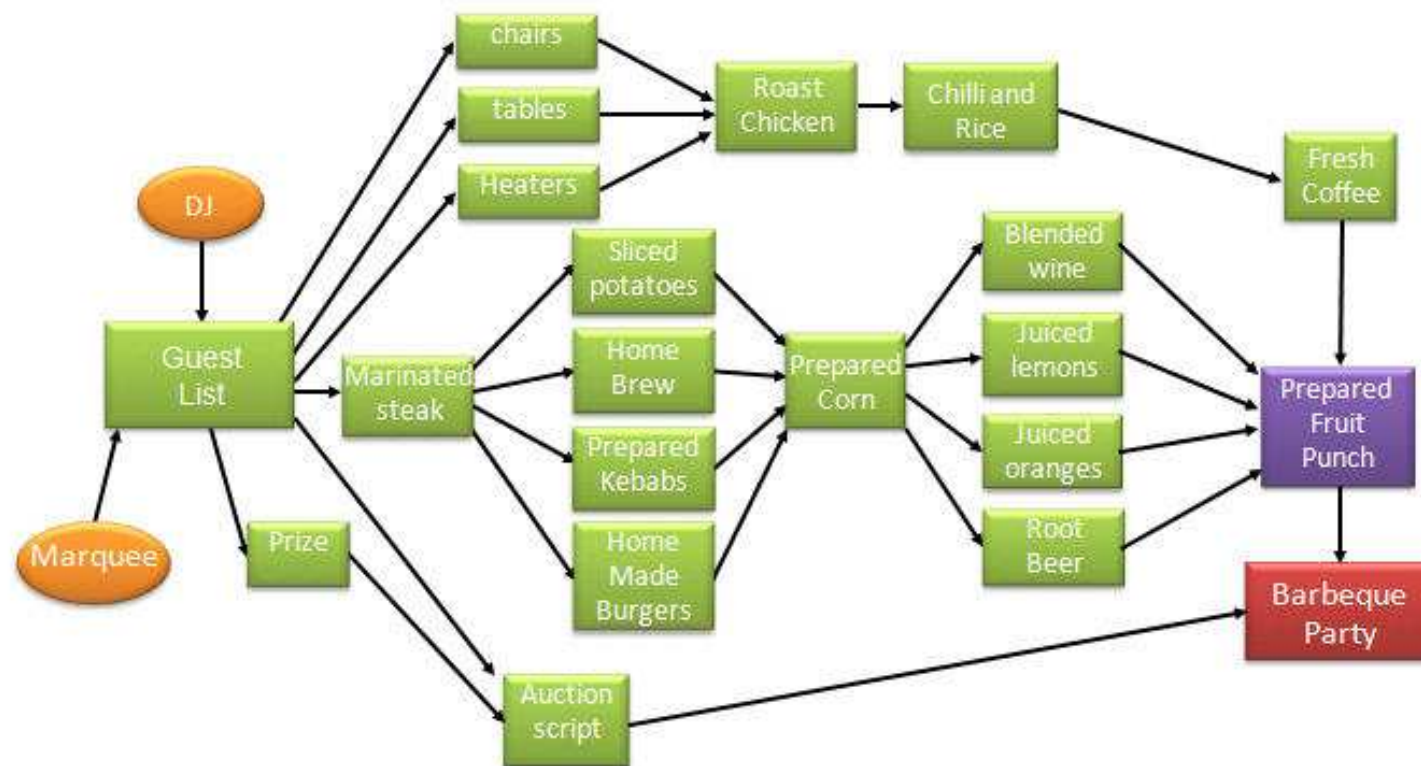 chairs
tables
Heaters
Roast
Chicken
Chilli and
Rice
Fresh
Coffee
DJ
Guest
List
Marquee
Prize
Marinated
steak
Sliced
potatoes
Home
Brew
Prepared
Kebabs
Home
Made
Burgers
Prepared
Corn
Blended
wine
Juiced
lemons
Juiced
oranges
Root
Beer
Prepared
Fruit
Punch
Auction
script
Barbeque
Party